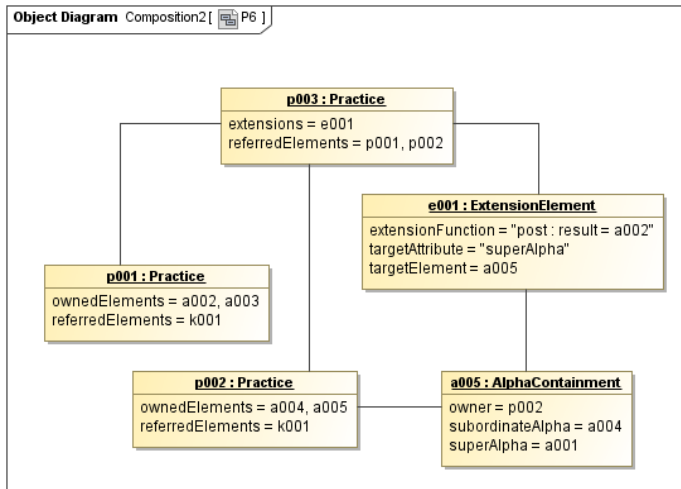 Object Diagram Composition2 [ P6 ]
p003 : Practice
extensions = e001
referredElements = p001, p002
e001 : ExtensionElement
extensionFunction = "post : result = a002"
targetAttribute = "superAlpha"
targetElement = a005
p001 : Practice
ownedElements = a002, a003
referredElements = k001
p002 : Practice
ownedElements = a004, a005
referredElements = k001
a005 : AlphaContainment
owner = p002
subordinateAlpha = a004
superAlpha = a001